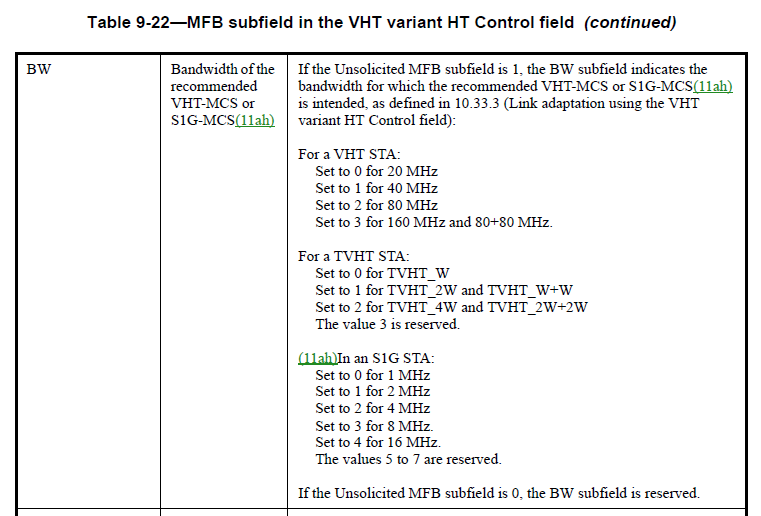 Table 9-22—MFB subfield in the VHT variant HT Control field (continued)
BW
Bandwidth of the
recommended
VHT-MCS or
S1G-MCS(11ah)
If the Unsolicited MFB subfield is 1, the BW subfield indicates the
bandwidth for which the recommended VHT-MCS or S1G-MCS(11ah)
is intended, as defined in 10.33.3 (Link adaptation using the VHT
variant HT Control field):
For a VHT STA:
Set to 0 for 20 MHz
Set to 1 for 40 MHz
Set to 2 for 80 MHz
Set to 3 for 160 MHz and 80+80 MHz.
For a TVHT STA:
Set to 0 for TVHT_W
Set to 1 for TVHT_2W and TVHT_W+W
Set to 2 for TVHT_4W and TVHT_2W+2W
The value 3 is reserved.
(11ah)In an S1G STA:
Set to 0 for 1 MHz
Set to 1 for 2 MHz
Set to 2 for 4 MHz
Set to 3 for 8 MHz.
Set to 4 for 16 MHz.
The values 5 to 7 are reserved.
If the Unsolicited MFB subfield is 0, the BW subfield is reserved.